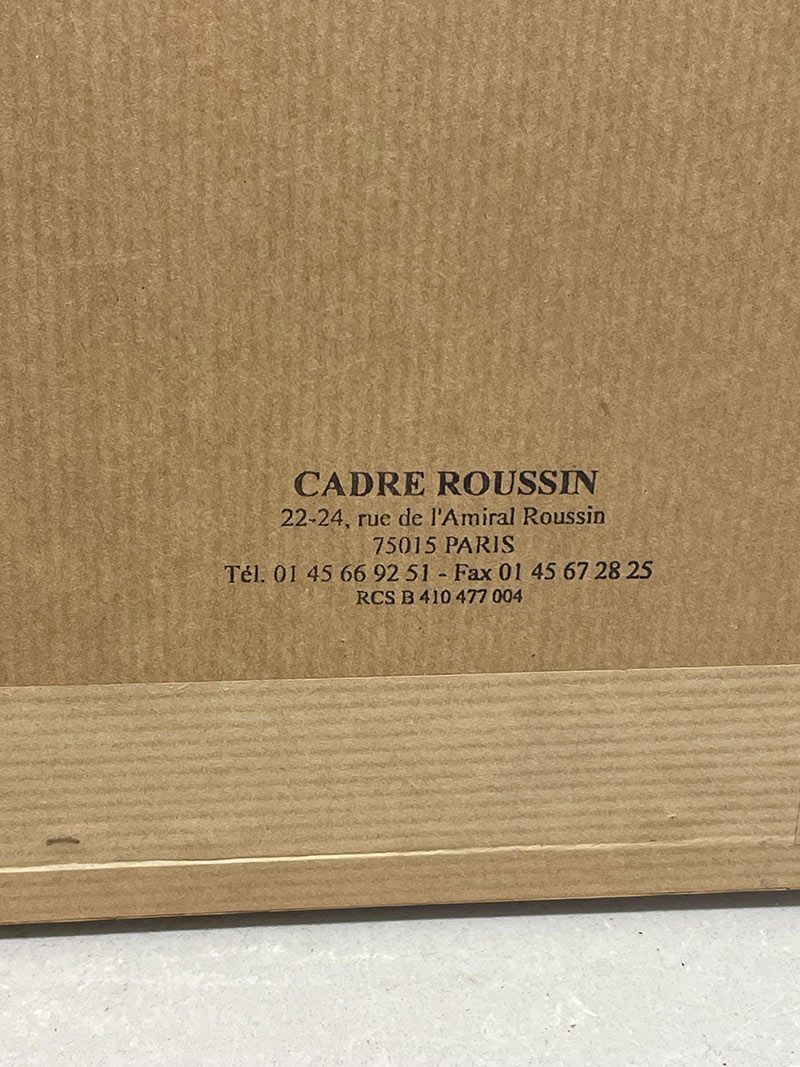 CADRE ROUSSIN
22-24, rue de l'Amiral Roussin
75015 PARIS
Tél. 01 45 66 92 51 - Fax 01 45 67 28 25
RCS B 410 477 004